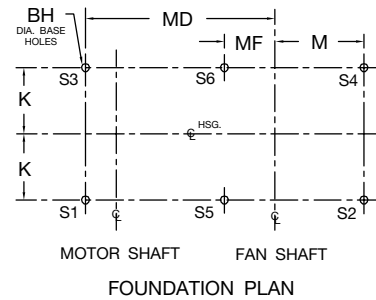 MD
BH
DIA. BASE
HOLES
MF
M
S3
S6
S4
K
℄ HSG.
K
S1
℄
S5
℄
S2
MOTOR SHAFT
FAN SHAFT
FOUNDATION PLAN